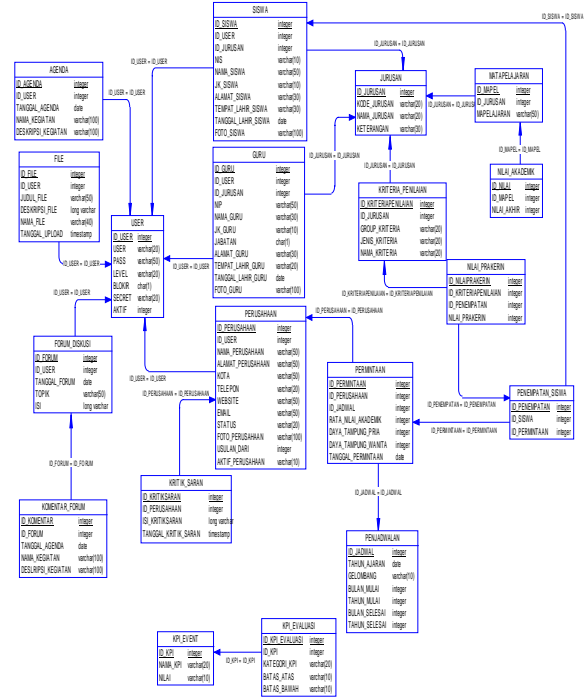 SISWA
ID_SISWA integer
ID_USER integer
ID_JURUSAN integer
NIS varchar(10)
NAMA_SISWA varchar(50)
JK_SISWA varchar(10)
ALAMAT_SISWA varchar(30)
TEMPAT_LAHIR_SISWA varchar(30)
TANGGAL_LAHIR_SISWA date
FOTO_SISWA varchar(100)
ID_SISWA = ID_SISWA
ID_USER = ID_USER
ID_JURUSAN = ID_JURUSAN
AGENDA
ID_AGENDA integer
ID_USER integer
TANGGAL_AGENDA date
NAMA_KEGIATAN varchar(100)
DESKRIPSI_KEGIATAN varchar(100)
ID_USER = ID_USER
JURUSAN
ID_JURUSAN integer
KODE_JURUSAN varchar(20)
NAMA_JURUSAN varchar(20)
KETERANGAN varchar(30)
ID_JURUSAN = ID_JURUSAN
MATAPELAJARAN
ID_MAPEL integer
ID_JURUSAN integer
MAPELAJARAN varchar(50)
ID_MAPEL = ID_MAPEL
NILAI_AKADEMIK
ID_NILAI integer
ID_MAPEL integer
NILAI_AKHIR integer
FILE
ID_FILE integer
ID_USER integer
JUDUL_FILE varchar(50)
DESKRIPSI_FILE long varchar
NAMA_FILE varchar(40)
TANGGAL_UPLOAD timestamp
ID_USER = ID_USER
GURU
ID_GURU integer
ID_USER integer
ID_JURUSAN integer
NIP varchar(50)
NAMA_GURU varchar(30)
JK_GURU varchar(10)
JABATAN char(1)
ALAMAT_GURU varchar(30)
TEMPAT_LAHIR_GURU varchar(20)
TANGGAL_LAHIR_GURU date
FOTO_GURU varchar(100)
ID_JURUSAN = ID_JURUSAN
ID_USER = ID_USER
ID_JURUSAN = ID_JURUSAN
KRITERIA_PENILAIAN
ID_KRITERIAPENILAIAN integer
ID_JURUSAN integer
GROUP_KRITERIA varchar(20)
JENIS_KRITERIA varchar(20)
NAMA_KRITERIA varchar(20)
USER
ID_USER integer
USER varchar(20)
PASS varchar(50)
LEVEL varchar(20)
BLOKIR char(1)
SECRET varchar(20)
AKTIF integer
NILAI_PRAKERIN
ID_NILAIPRAKERIN integer
ID_KRITERIAPENILAIAN integer
ID_PENEMPATAN integer
NILAI_PRAKERIN integer
ID_KRITERIAPENILAIAN = ID_KRITERIAPENILAIAN
ID_USER = ID_USER
FORUM_DISKUSI
ID_FORUM integer
ID_USER integer
TANGGAL_FORUM date
TOPIK varchar(50)
ISI long varchar
ID_FORUM = ID_FORUM
PERUSAHAAN
ID_PERUSAHAAN integer
ID_USER integer
NAMA_PERUSAHAAN varchar(50)
ALAMAT_PERUSAHAAN varchar(50)
KOTA varchar(50)
TELEPON varchar(20)
WEBSITE varchar(50)
EMAIL varchar(50)
STATUS varchar(20)
FOTO_PERUSAHAAN varchar(100)
USULAN_DARI integer
AKTIF_PERUSAHAAN varchar(10)
ID_USER = ID_USER
ID_PERUSAHAAN = ID_PERUSAHAAN
ID_PERUSAHAAN = ID_PERUSAHAAN
PERMINTAAN
ID_PERMINTAAN integer
ID_PERUSAHAAN integer
ID_JADWAL integer
RATA_NILAI_AKADEMIK integer
DAYA_TAMPUNG_PRIA integer
DAYA_TAMPUNG_WANITA integer
TANGGAL_PERMINTAAN date
ID_PENEMPATAN = ID_PENEMPATAN
ID_PERMINTAAN = ID_PERMINTAAN
PENEMPATAN_SISWA
ID_PENEMPATAN integer
ID_SISWA integer
ID_PERMINTAAN integer
KRITIK_SARAN
ID_KRITIKSARAN integer
ID_PERUSAHAAN integer
ISI_KRITIKSARAN long varchar
TANGGAL_KRITIK_SARAN timestamp
ID_JADWAL = ID_JADWAL
KOMENTAR_FORUM
ID_KOMENTAR integer
ID_FORUM integer
TANGGAL_AGENDA date
NAMA_KEGIATAN varchar(100)
DESLRIPSI_KEGIATAN varchar(100)
PENJADWALAN
ID_JADWAL integer
TAHUN_AJARAN date
GELOMBANG varchar(10)
BULAN_MULAI integer
TAHUN_MULAI integer
BULAN_SELESAI integer
TAHUN_SELESAI integer
KPI_EVENT
ID_KPI integer
NAMA_KPI varchar(20)
NILAI varchar(10)
ID_KPI = ID_KPI
KPI_EVALUASI
ID_KPI_EVALUASI integer
ID_KPI integer
KATEGORI_KPI varchar(20)
BATAS_ATAS varchar(10)
BATAS_BAWAH varchar(10)